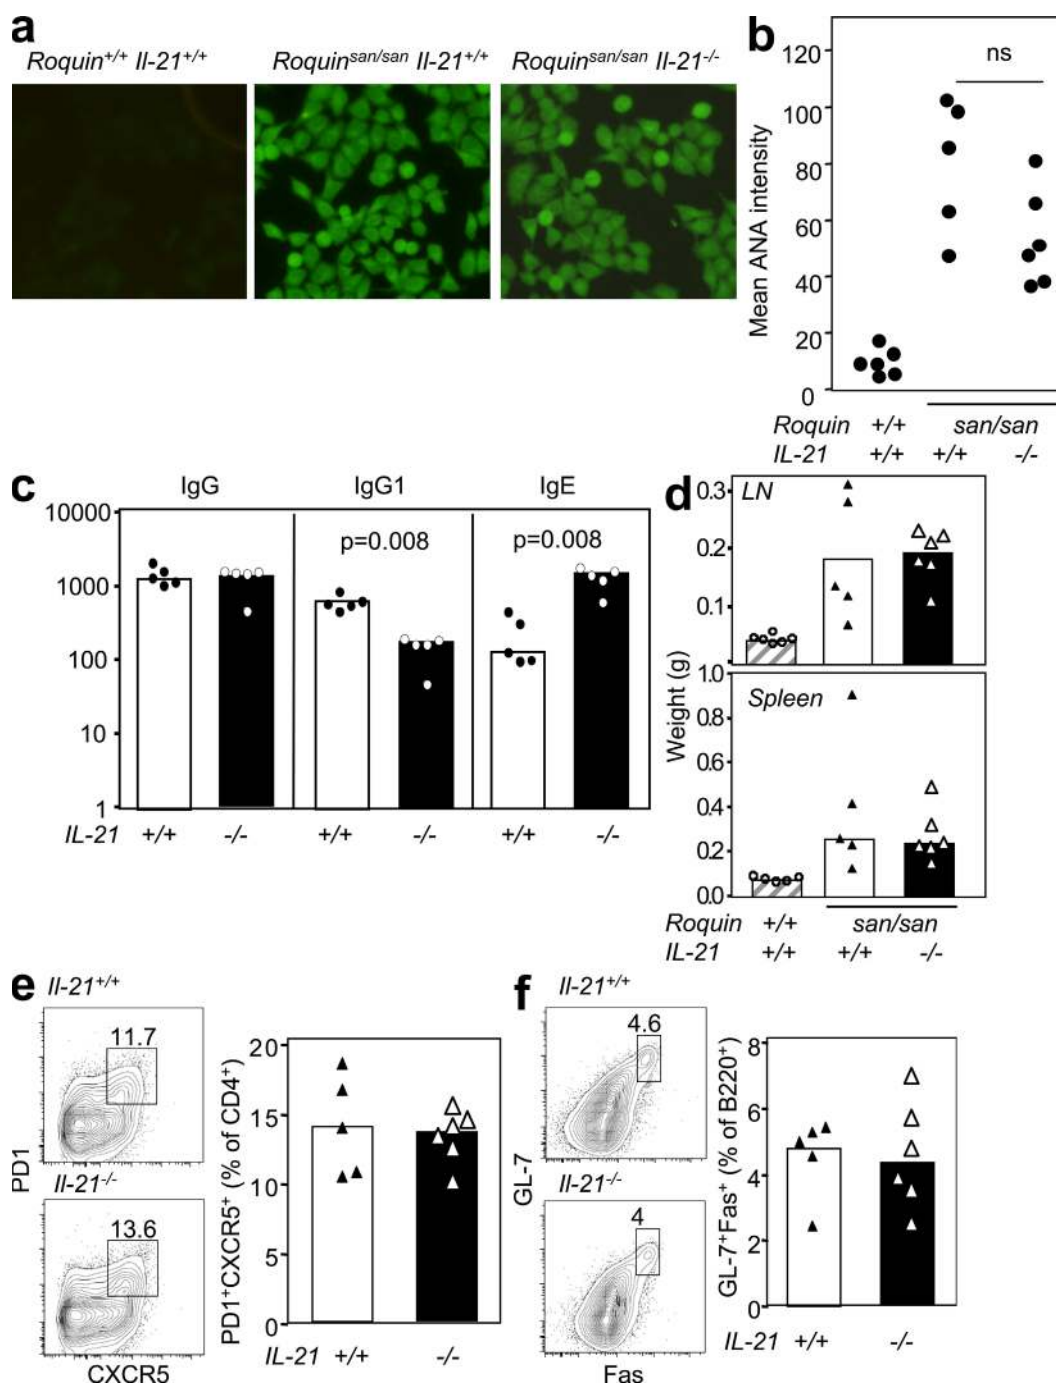 a
Roquin+/+ Il-21+/+
Roquinsan/san Il-21+/+
Roquinsan/san Il-21-/-
b
ns
Mean ANA intensity
120
100
80
60
40
20
0
Roquin +/+ san/san
IL-21 +/+ +/+ -/-
c
IgG IgG1 IgE
p=0.008 p=0.008
10000
1000
100
10
1
IL-21 +/+ -/- +/+ -/- +/+ -/-
d
LN
0.3
0.2
0.1
Weight (g)
Spleen
1.0
0.8
0.6
0.4
0.2
0.0
Roquin +/+ san/san
IL-21 +/+ +/+ -/-
e
Il-21+/+
11.7
PD1
Il-21-/-
13.6
CXCR5
PD1+CXCR5+ (% of CD4+)
20
15
10
5
0
IL-21 +/+ -/-
f
Il-21+/+
4.6
GL-7
Il-21-/-
4
Fas
GL-7+Fas+ (% of B220+)
8
6
4
2
0
IL-21 +/+ -/-